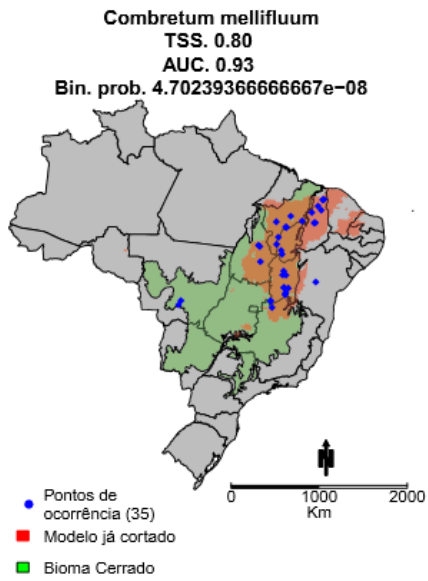 Combretum mellifluum
TSS. 0.80
AUC. 0.93
Bin. prob. 4.70239366666667e−08
N
0 1000 2000
Km
Pontos de
ocorrência (35)
Modelo já cortado
Bioma Cerrado